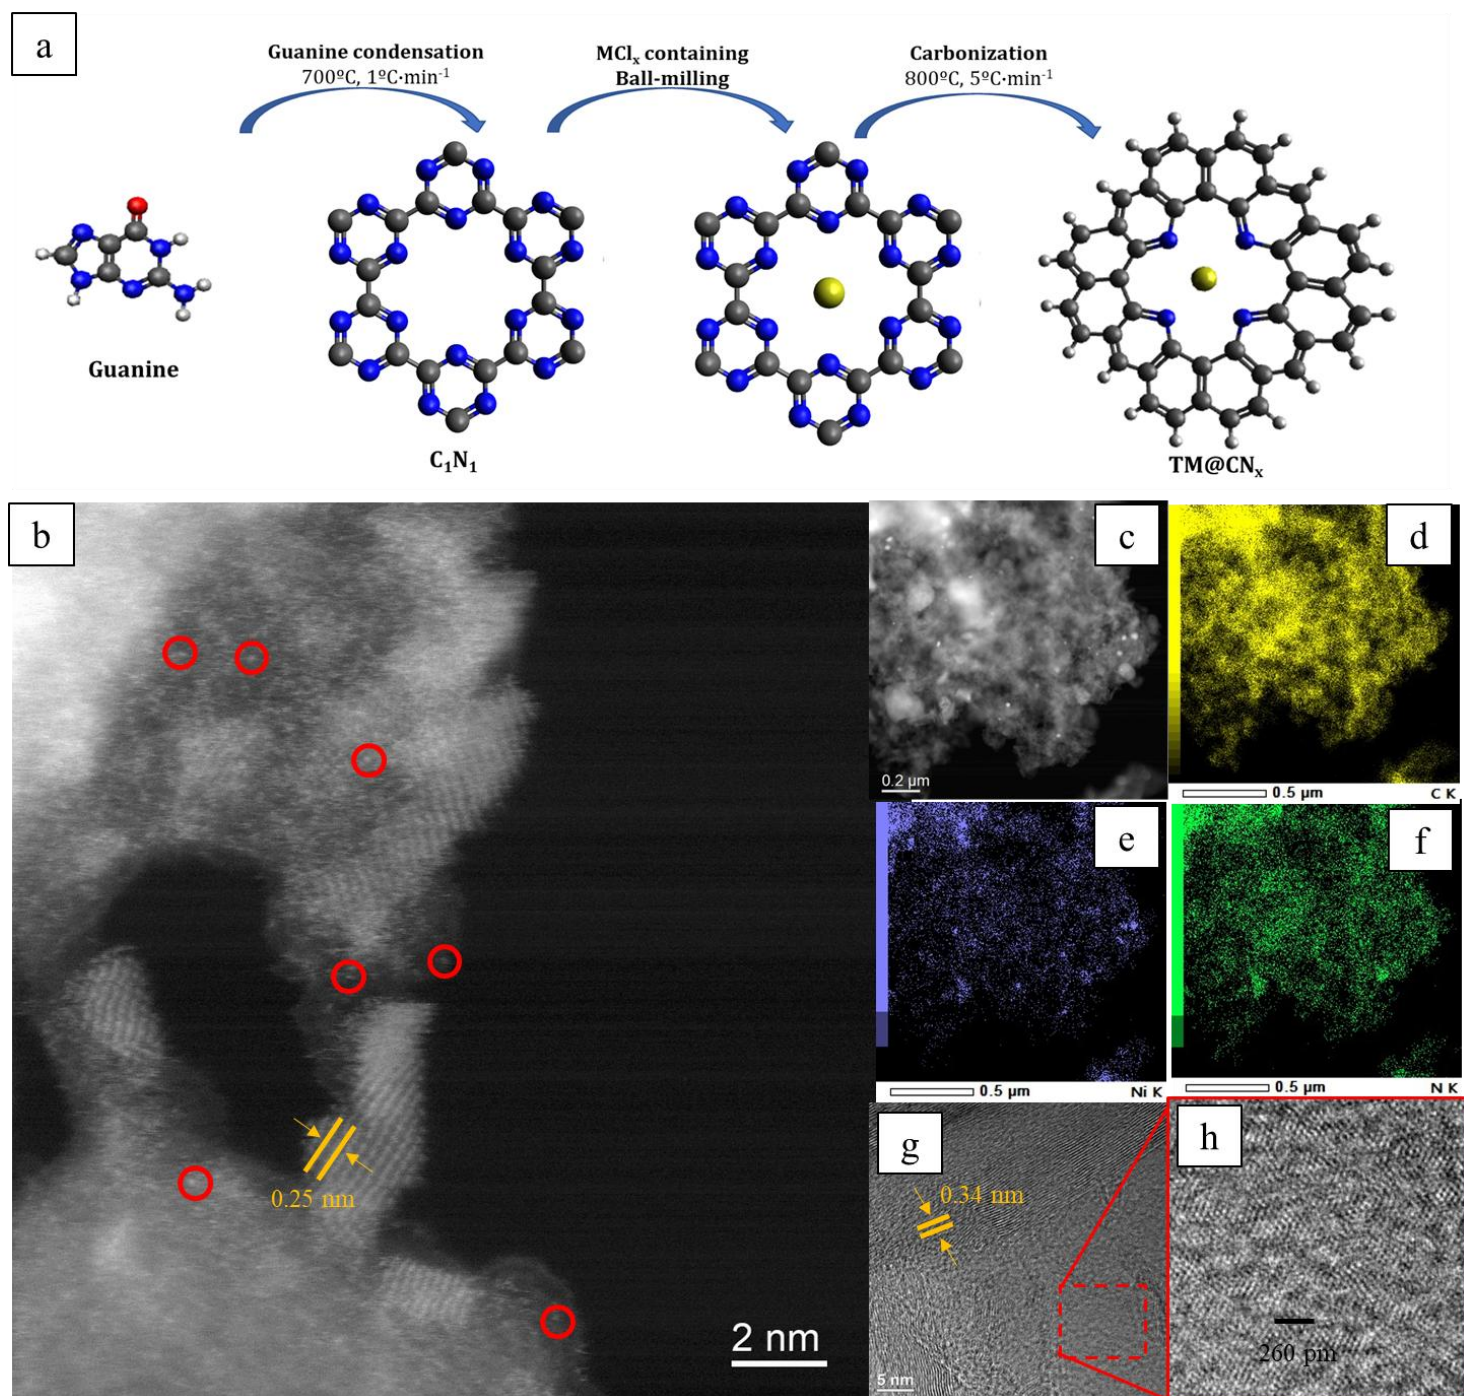 a
Guanine condensation
700ºC, 1ºC·min-1
MClx containing
Ball-milling
Carbonization
800ºC, 5ºC·min-1
Guanine
C1N1
TM@CNx
b
0.25 nm
2 nm
c
0.2 µm
d
0.5 µm
C K
e
0.5 µm
Ni K
f
0.5 µm
N K
g
0.34 nm
5 nm
h
260 pm